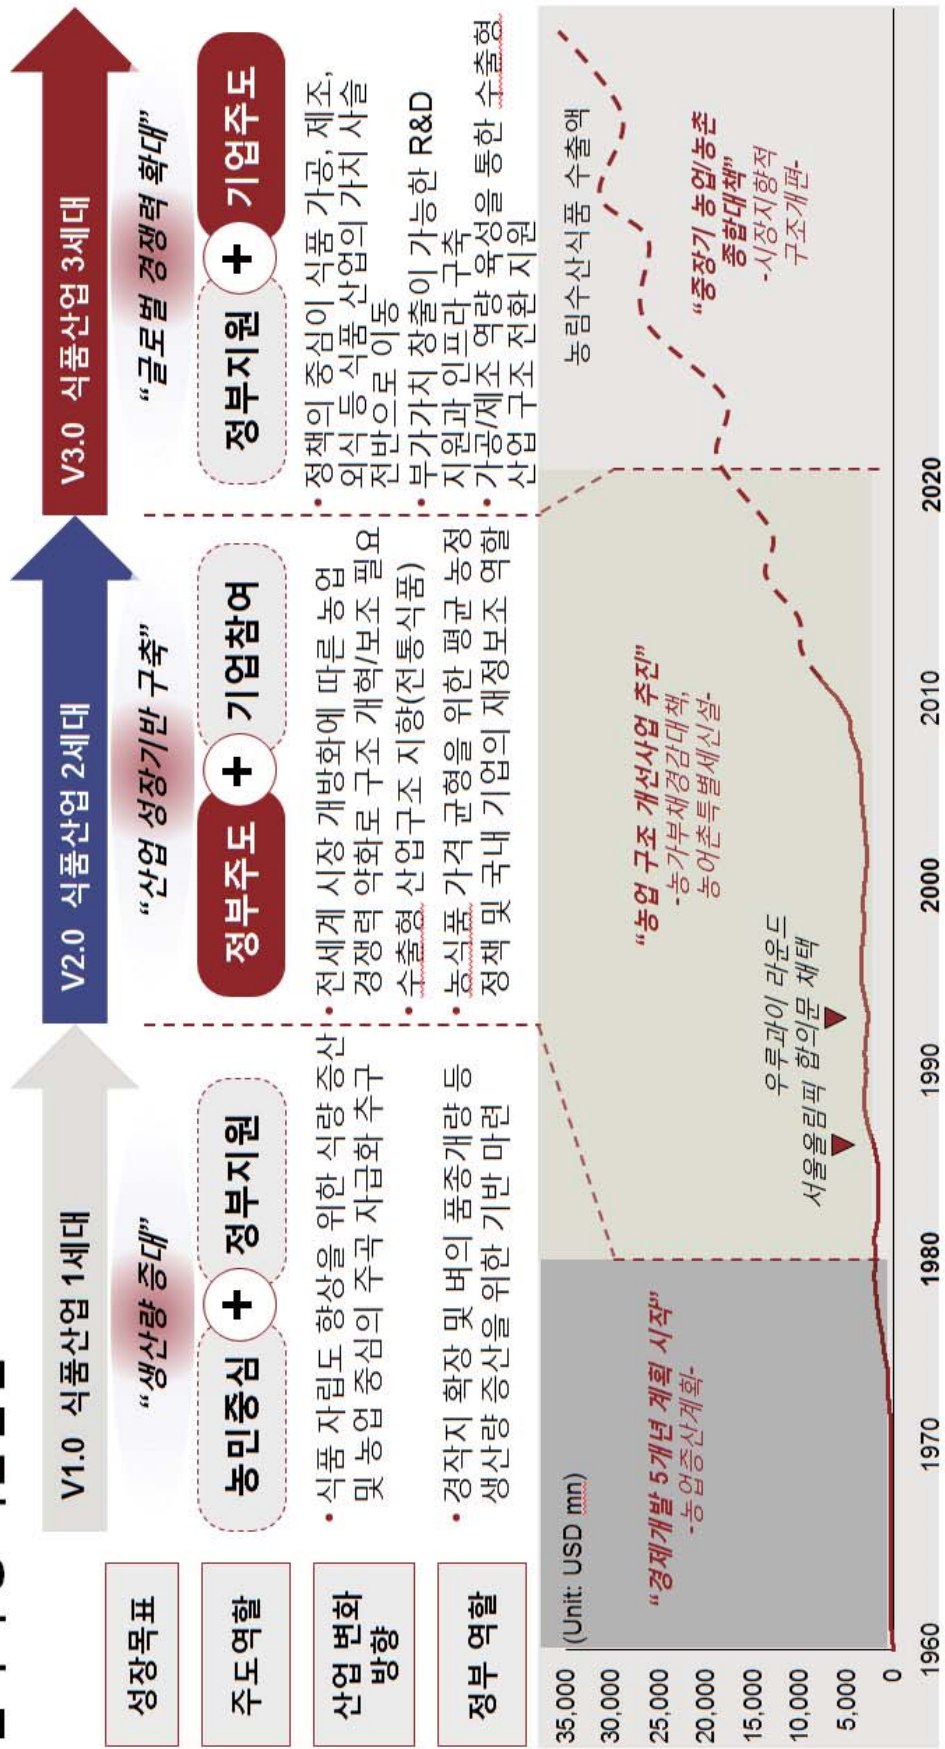 V1.0 식품산업 1세대
V2.0 식품산업 2세대
V3.0 식품산업 3세대
성장목표
“생산량 증대”
“산업 성장기반 구축”
“글로벌 경쟁력 확대”
주도역할
농민중심 + 정부지원
정부주도 + 기업참여
정부지원 + 기업주도
산업 변화
방향
• 식품 자립도 향상을 위한 식량 증산
및 농업 중심의 주곡 자급화 추구
• 전세계 시장 개방화에 따른 농업
경쟁력 약화로 구조 개혁/보조 필요
• 수출형 산업구조 지향(전통식품)
• 정책의 중심이 식품 가공, 제조,
외식 등 식품 산업의 가치 사슬
전반으로 이동
• 부가가치 창출이 가능한 R&D
지원과 인프라 구축
• 가공/제조 역량 육성을 통한 수출형
산업 구조 전환 지원
정부 역할
• 경작지 확장 및 벼의 품종개량 등
생산량 증산을 위한 기반 마련
• 농식품 가격 균형을 위한 평균 농정
정책 및 국내 기업의 재정보조 역할
(Unit: USD mn)
농림수산식품 수출액
35,000
30,000
25,000
20,000
15,000
10,000
5,000
0
“경제개발 5개년 계획 시작”
-농업증산계획-
“농업 구조 개선사업 추진”
-농가부채경감대책,
농어촌특별세신설-
“중장기 농업/농촌
종합대책”
-시장지향적
구조개편-
우루과이 라운드
서울올림픽 합의문 채택
1960
1970
1980
1990
2000
2010
2020